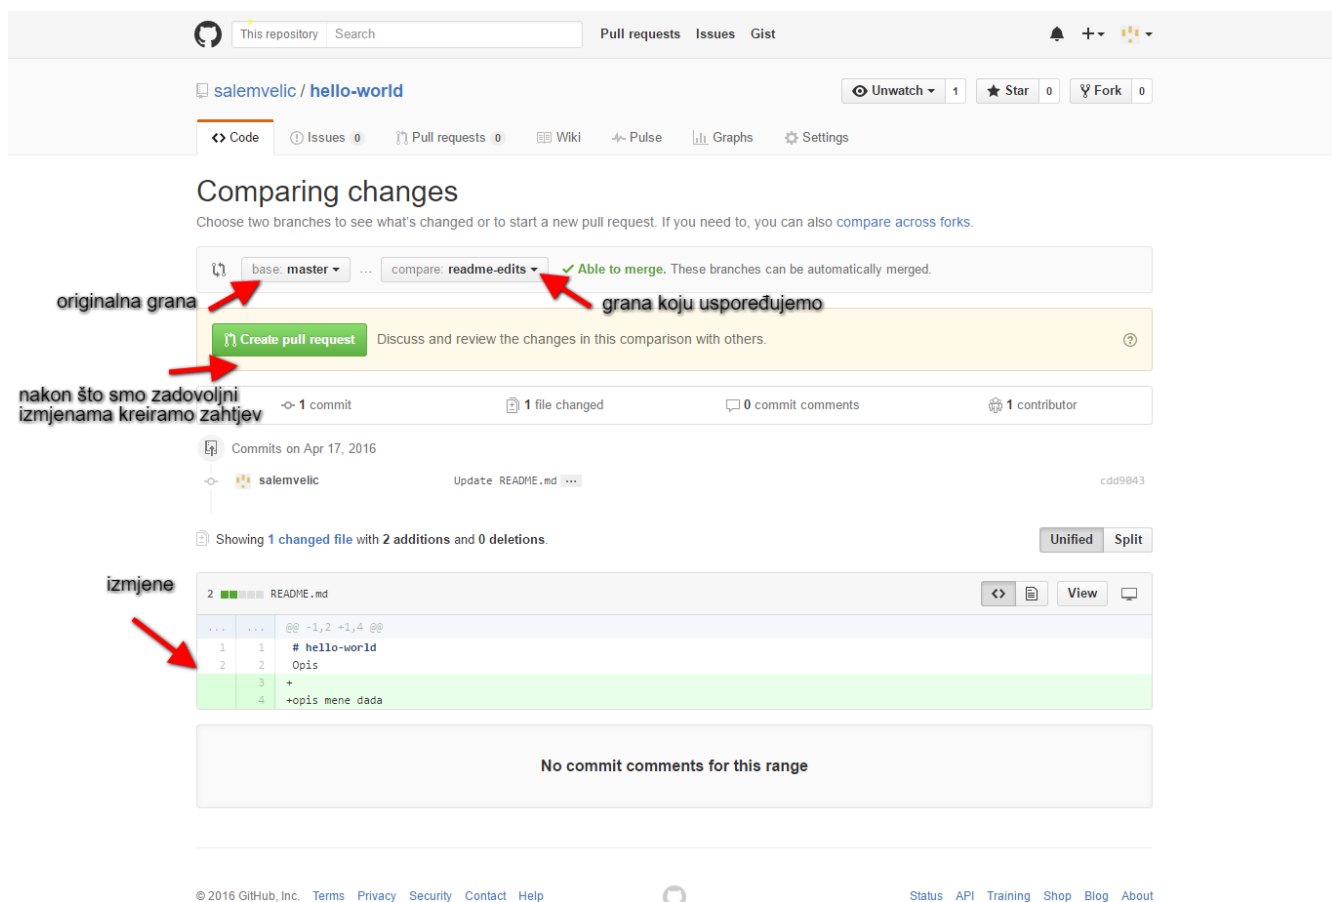 This repository Search Pull requests Issues Gist
salemvelic / hello-world Unwatch 1 Star 0 Fork 0
Code Issues 0 Pull requests 0 Wiki Pulse Graphs Settings
Comparing changes
Choose two branches to see what's changed or to start a new pull request. If you need to, you can also compare across forks.
base: master ... compare: readme-edits Able to merge. These branches can be automatically merged.
originalna grana
grana koju uspoređujemo
Create pull request Discuss and review the changes in this comparison with others.
nakon što smo zadovoljni
izmjenama kreiramo zahtjev
1 commit 1 file changed 0 commit comments 1 contributor
Commits on Apr 17, 2016
salemvelic Update README.md ... cdd9043
Showing 1 changed file with 2 additions and 0 deletions. Unified Split
izmjene
2 README.md <> View
... ... @@ -1,2 +1,4 @@
1 1 # hello-world
2 2 Opis
3 +
4 +opis mene dada
No commit comments for this range
© 2016 GitHub, Inc. Terms Privacy Security Contact Help Status API Training Shop Blog About